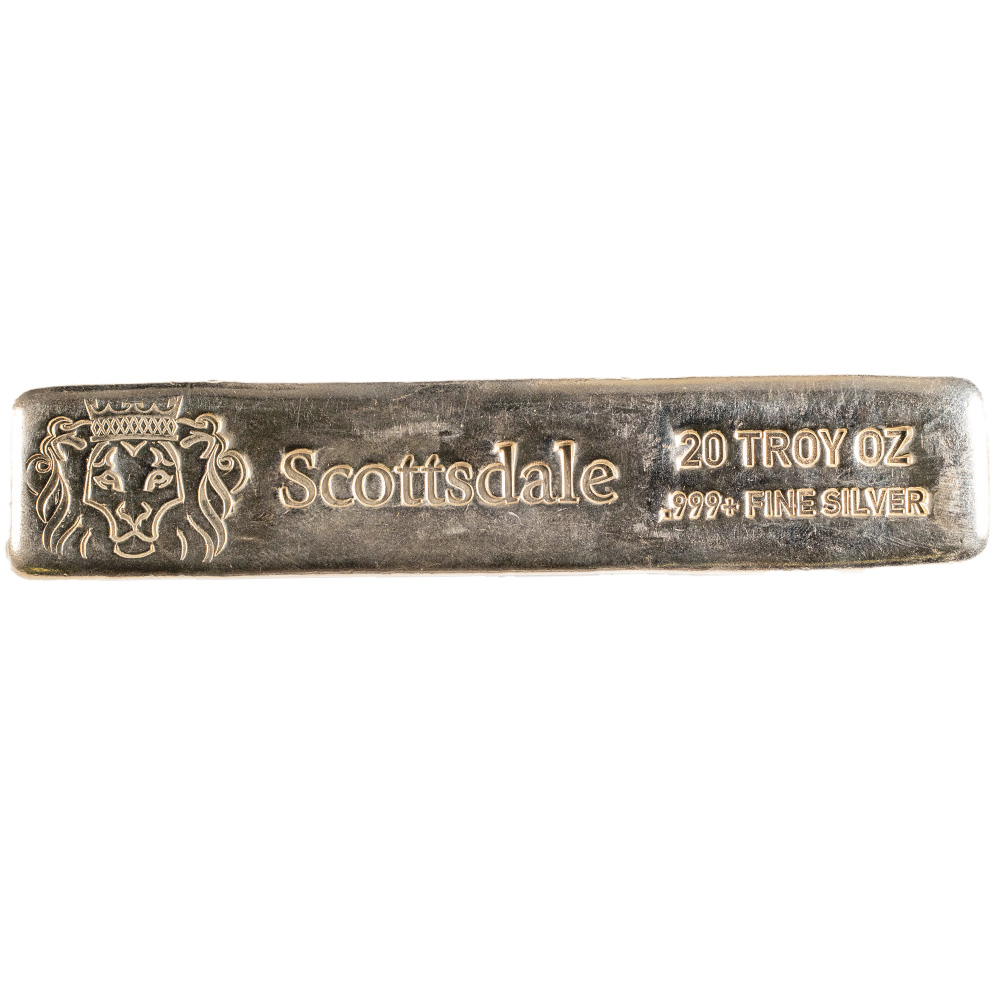 Scottsdale
20 TROY OZ
.999+ FINE SILVER